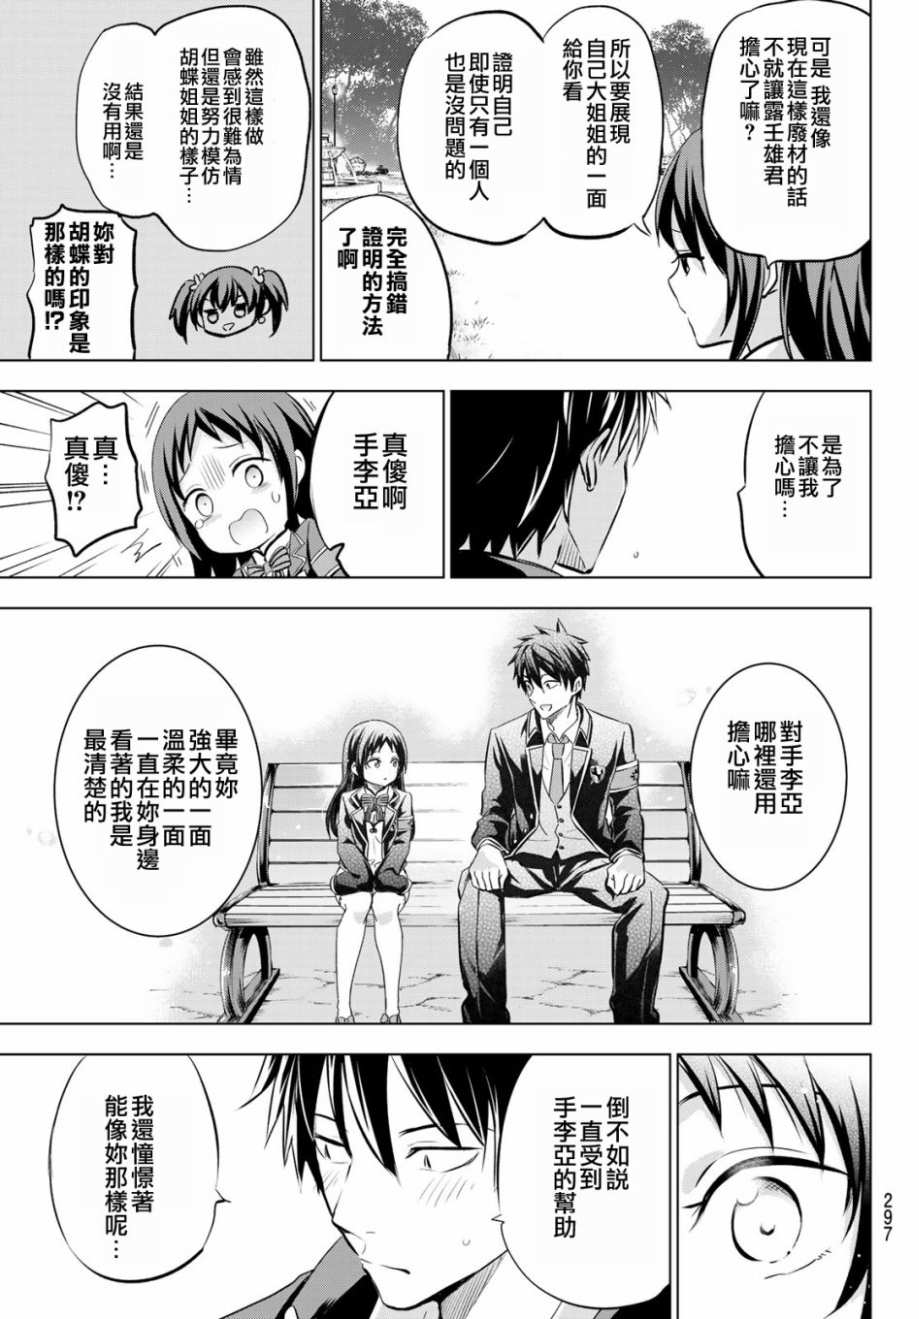 可是 我還像
現在這樣廢材的話
不就讓露壬雄君
擔心了嘛?
所以要展現
自己大姐姐的一面
給你看
證明自己
即使只有一個人
也是沒問題的
完全搞錯
證明的方法
了啊
雖然這樣做
會感到很難為情
但還是努力模仿
胡蝶姐姐的樣子…
結果還是
沒有用啊…
妳對
胡蝶的印象是
那樣的嗎!?
是為了
不讓我
擔心嗎…
真傻啊
手李亞
真…
真傻!?
對手李亞
哪裡還用
擔心嘛
畢竟妳
強大的一面
溫柔的一面
一直在妳身邊
看著的我是
最清楚的
倒不如說
一直受到
手李亞的幫助
我還憧憬著
能像妳那樣呢…
297